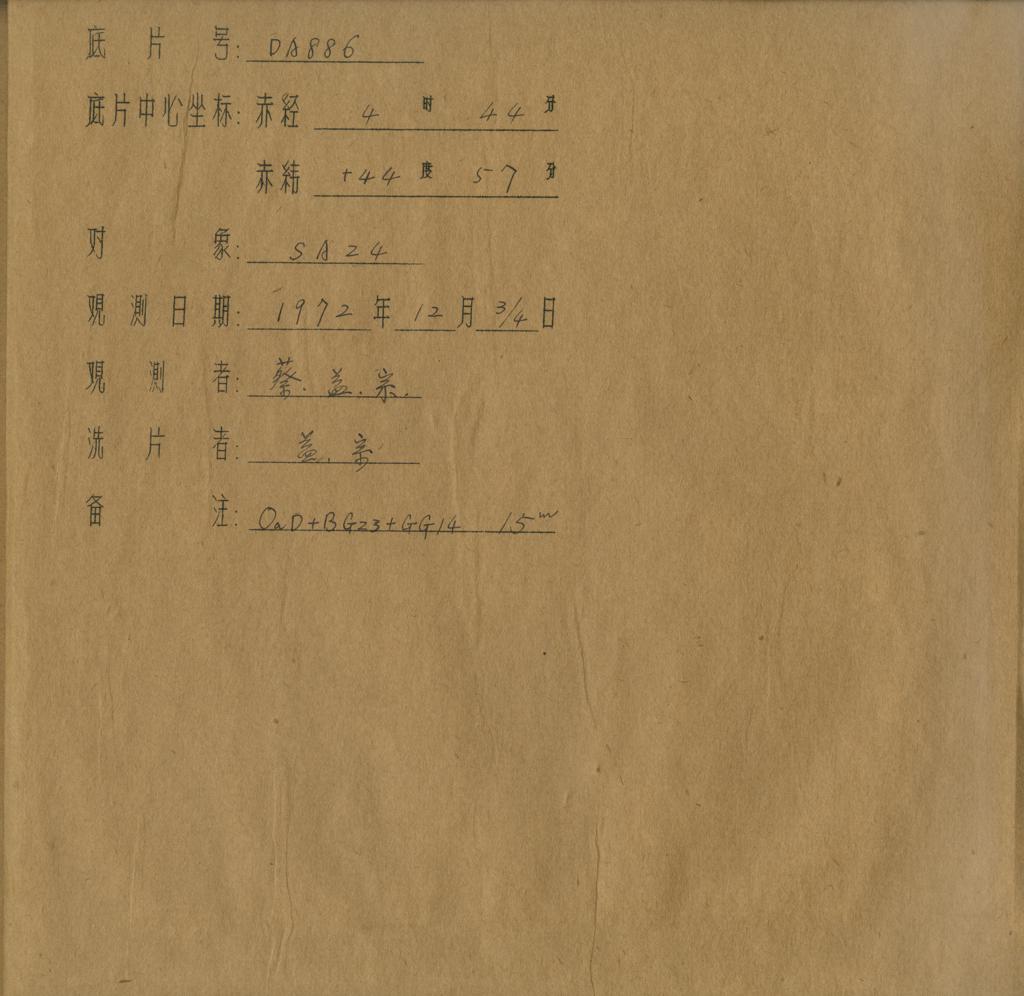 底片号: DA886
底片中心坐标: 赤经 4 时 44 分
赤纬 +44 度 57 分
对象: SA24
观测日期: 1972 年 12 月 3/4 日
观测者: 蔡.益.宗.
洗片者: 益.宗
备注: OaD+BG23+GG14 15ᵐ